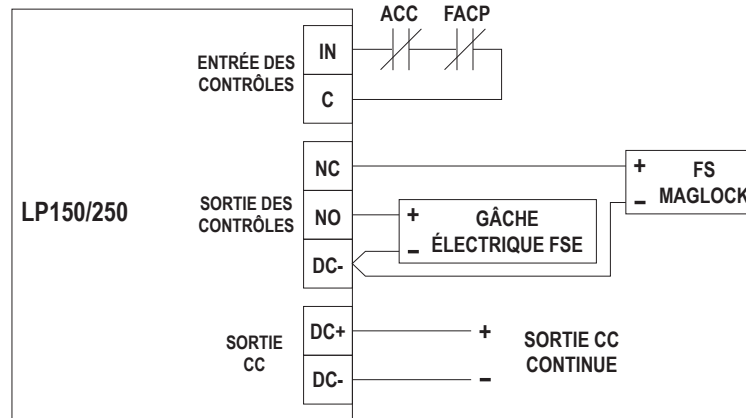 ACC FACP
ENTRÉE DES
CONTRÔLES
IN
C
LP150/250
SORTIE DES
CONTRÔLES
NC
NO
DC-
+ FS
– MAGLOCK
+ GÂCHE
– ÉLECTRIQUE FSE
SORTIE
CC
DC+
DC-
+ SORTIE CC
– CONTINUE